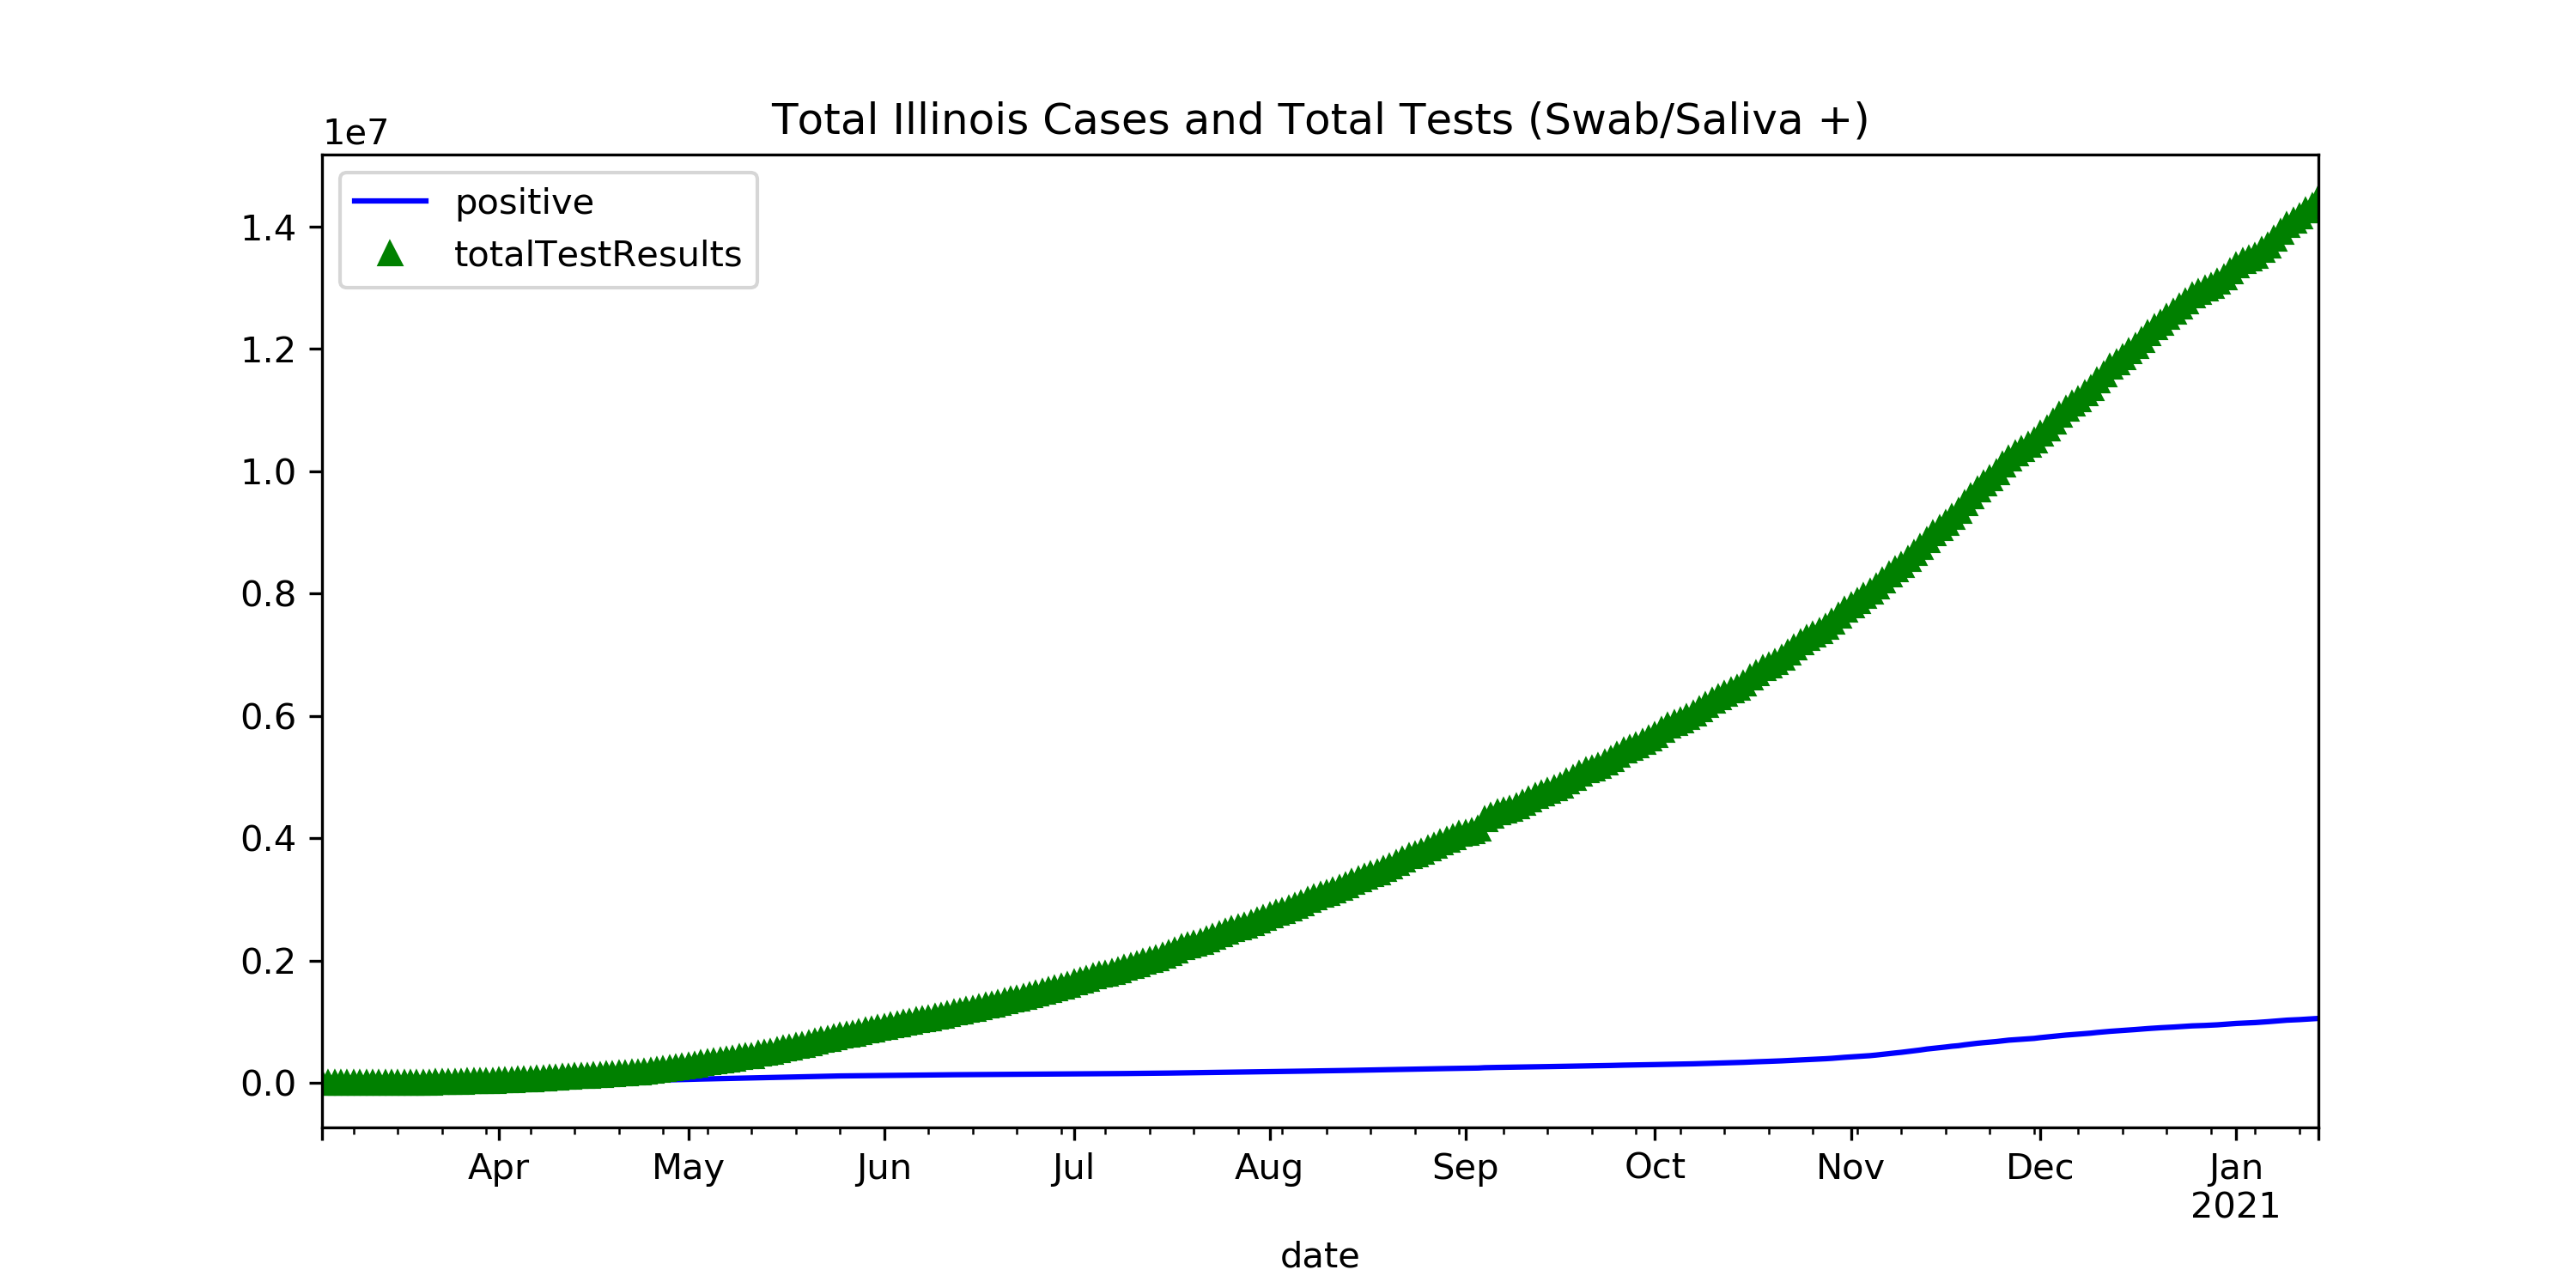 Total Illinois Cases and Total Tests (Swab/Saliva +)
1e7
positive
totalTestResults
1.4
1.2
1.0
0.8
0.6
0.4
0.2
0.0
Apr May Jun Jul Aug Sep Oct Nov Dec Jan
2021
date